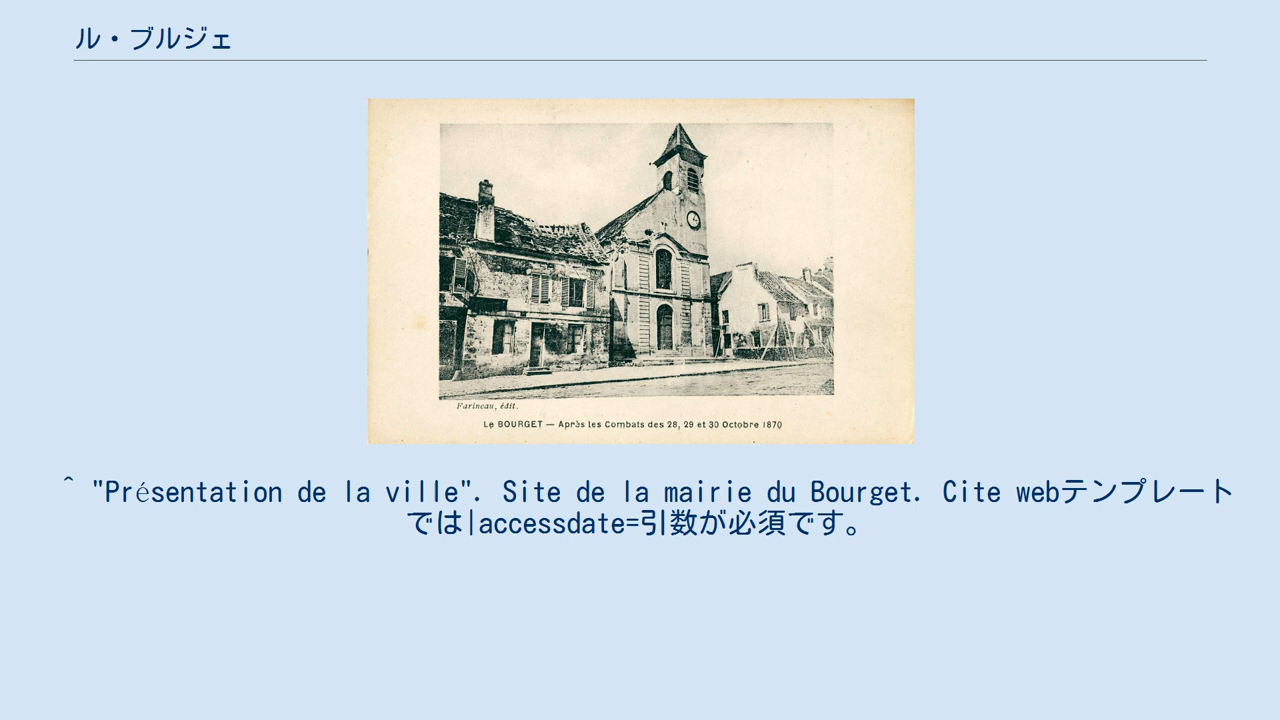 ル・ブルジェ
Farineau, édit.
Le BOURGET — Après les Combats des 28, 29 et 30 Octobre 1870
^ "Présentation de la ville". Site de la mairie du Bourget. Cite webテンプレート
では|accessdate=引数が必須です。